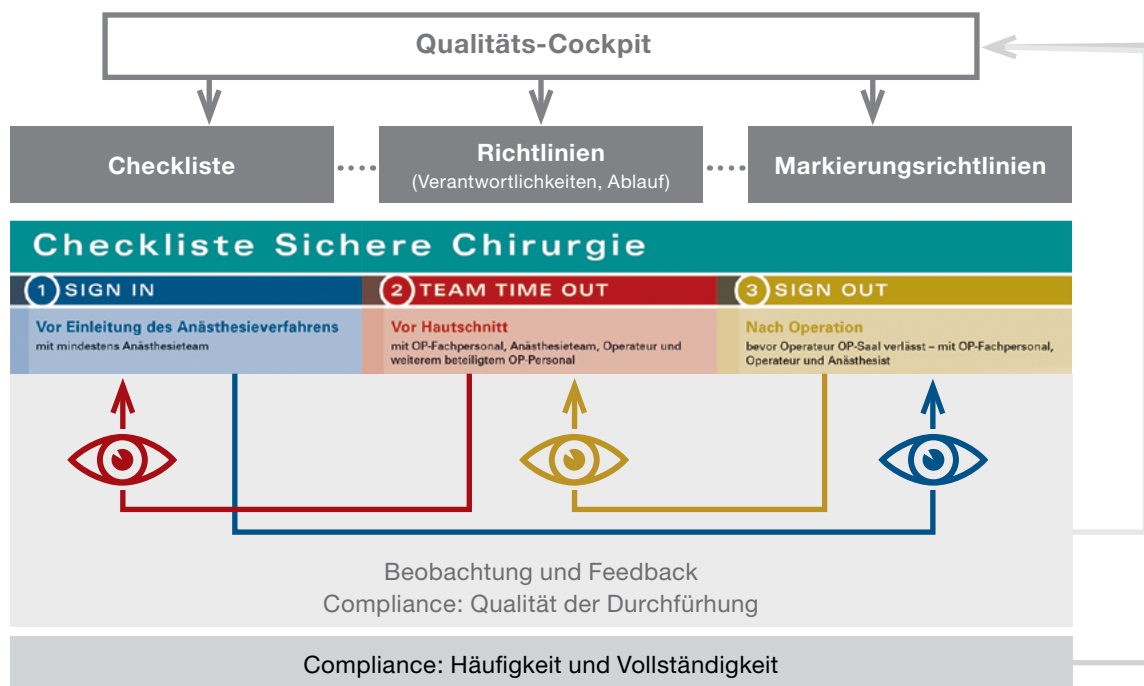 Qualitäts-Cockpit
Checkliste
Richtlinien
(Verantwortlichkeiten, Ablauf)
Markierungsrichtlinien
Checkliste Sichere Chirurgie
1 SIGN IN
2 TEAM TIME OUT
3 SIGN OUT
Vor Einleitung des Anästhesieverfahrens
mit mindestens Anästhesieteam
Vor Hautschnitt
mit OP-Fachpersonal, Anästhesieteam, Operateur und
weiterem beteiligtem OP-Personal
Nach Operation
bevor Operateur OP-Saal verlässt – mit OP-Fachpersonal,
Operateur und Anästhesist
Beobachtung und Feedback
Compliance: Qualität der Durchfürhung
Compliance: Häufigkeit und Vollständigkeit